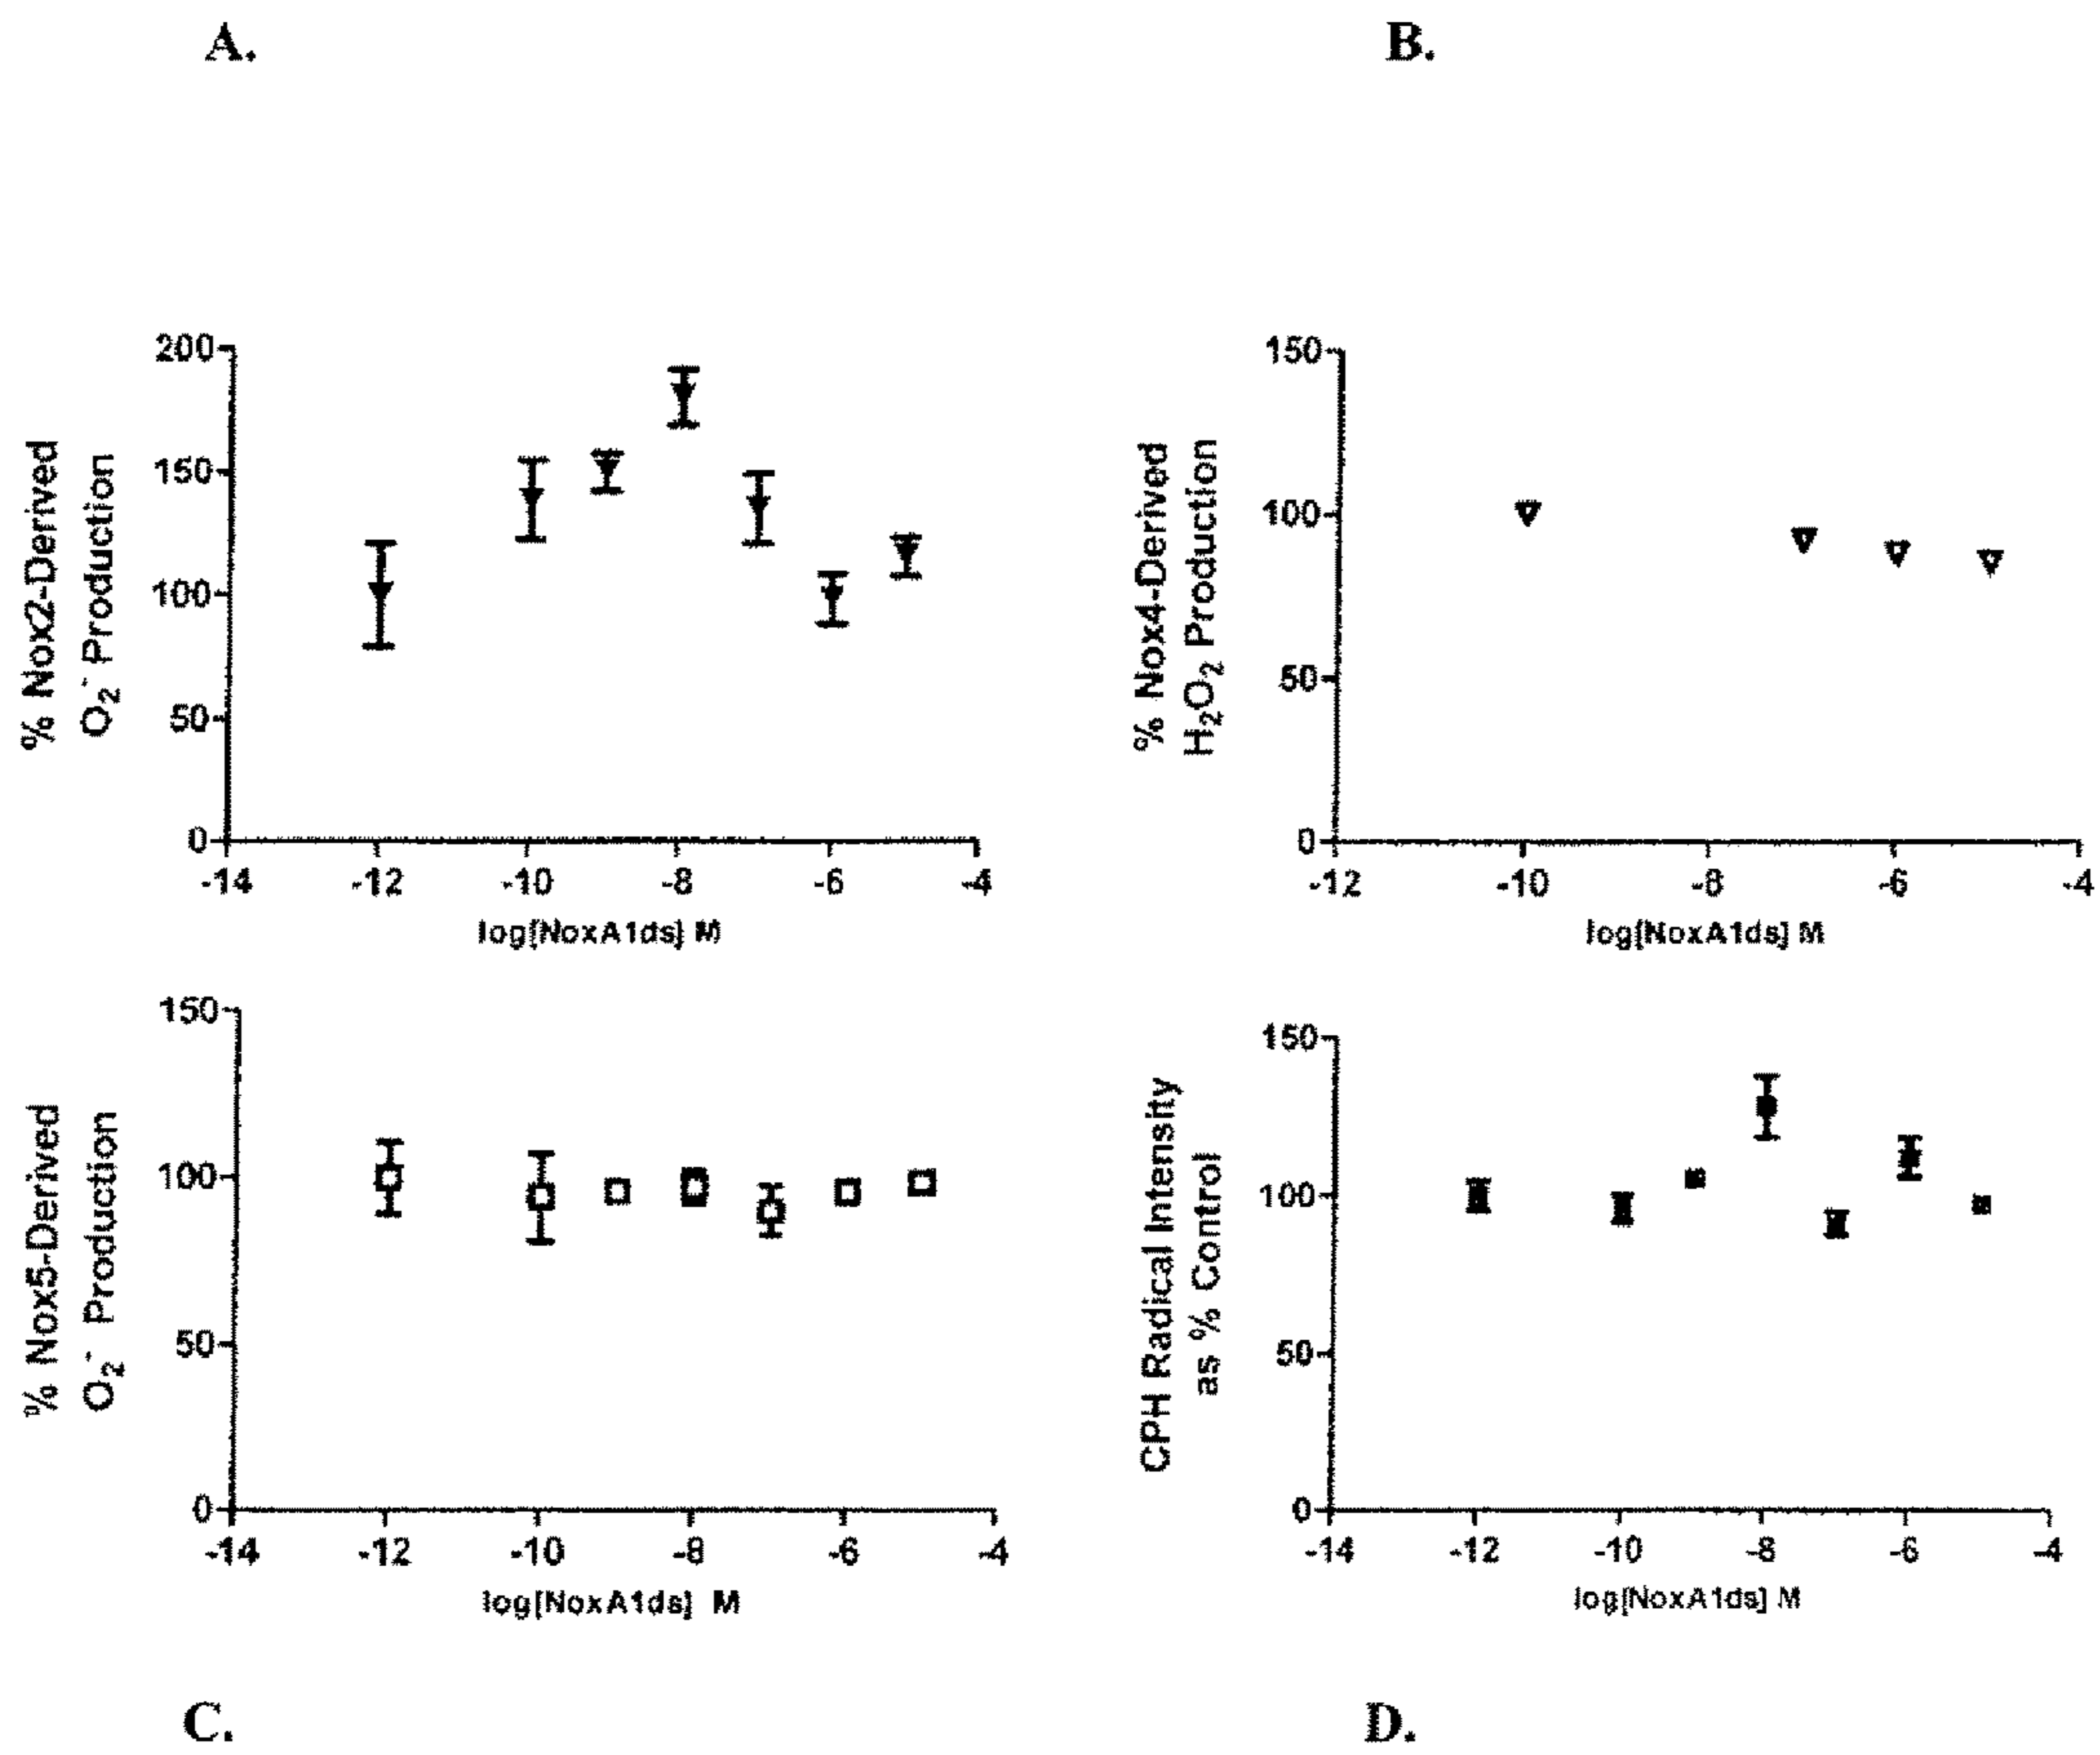 A.
B.
% Nox2-Derived
O₂⁻ Production
200
150
100
50
0
-14 -12 -10 -8 -6 -4
log[NoxA1ds] M
% Nox4-Derived
H₂O₂ Production
150
100
50
0
-12 -10 -8 -6 -4
log[NoxA1ds] M
% Nox5-Derived
O₂⁻ Production
150
100
50
0
-14 -12 -10 -8 -6 -4
log[NoxA1ds] M
CPH Radical Intensity
as % Control
150
100
50
0
-14 -12 -10 -8 -6 -4
log[NoxA1ds] M
C.
D.